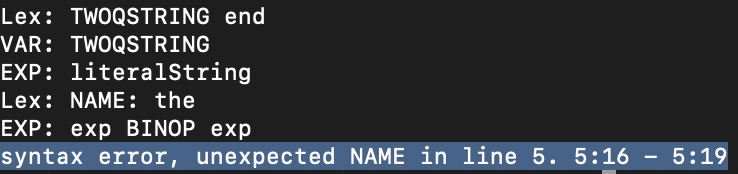 Lex: TWOQSTRING end
VAR: TWOQSTRING
EXP: literalString
Lex: NAME: the
EXP: exp BINOP exp
syntax error, unexpected NAME in line 5. 5:16 – 5:19